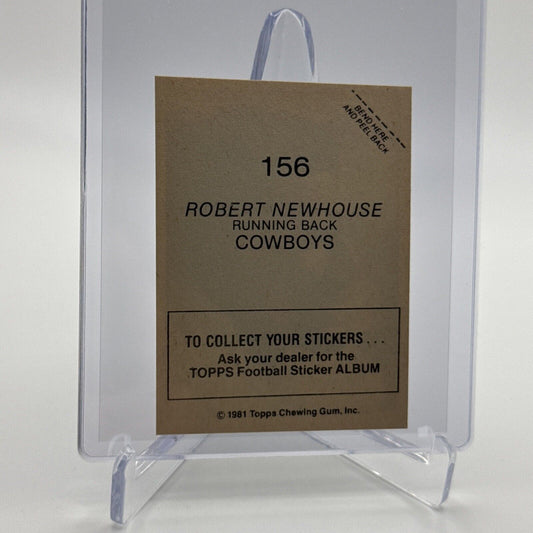 BEND HERE
AND PEEL BACK
156
ROBERT NEWHOUSE
RUNNING BACK
COWBOYS
TO COLLECT YOUR STICKERS...
Ask your dealer for the
TOPPS Football Sticker ALBUM
© 1981 Topps Chewing Gum, Inc.